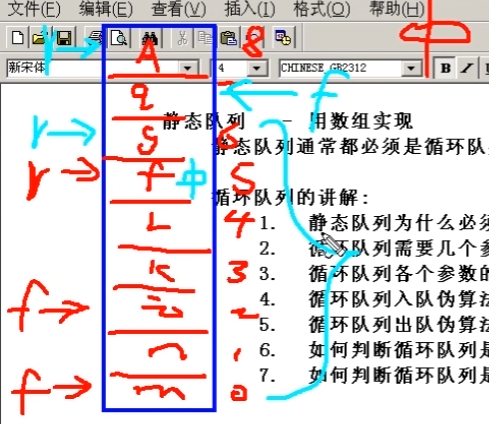 文件(F) 编辑(E) 查看(V) 插入(I) 格式(O) 帮助(H)
新宋体 4 CHINESE_GB2312 B I
静态队列 - 用数组实现
静态队列通常都必须是循环队
循环队列的讲解:
1. 静态队列为什么必须
2. 循环队列需要几个参
3. 循环队列各个参数的
4. 循环队列入队伪算法
5. 循环队列出队伪算法
6. 如何判断循环队列是
7. 如何判断循环队列是
r → A 8
q ← f
r → g 6
r → f 中 5
L 4
K 3
f → 2
n 1
f → m 0